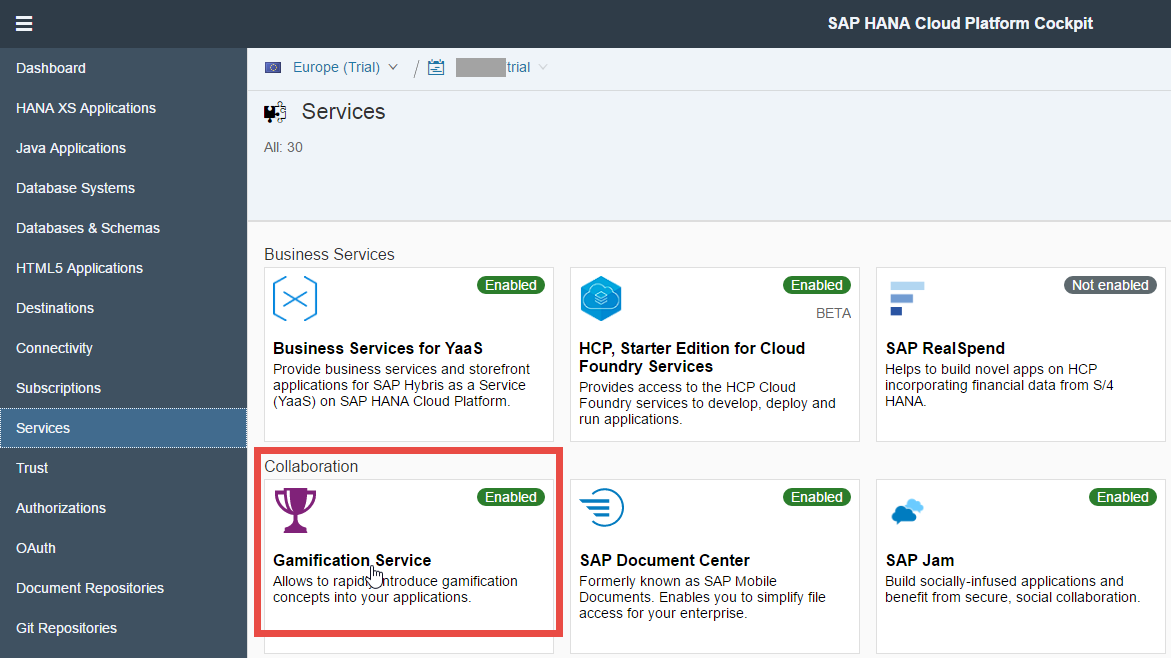 SAP HANA Cloud Platform Cockpit
Dashboard
HANA XS Applications
Java Applications
Database Systems
Databases & Schemas
HTML5 Applications
Destinations
Connectivity
Subscriptions
Services
Trust
Authorizations
OAuth
Document Repositories
Git Repositories
Europe (Trial) / trial
Services
All: 30
Business Services
Enabled
Business Services for YaaS
Provide business services and storefront
applications for SAP Hybris as a Service
(YaaS) on SAP HANA Cloud Platform.
Enabled
BETA
HCP, Starter Edition for Cloud
Foundry Services
Provides access to the HCP Cloud
Foundry services to develop, deploy and
run applications.
Not enabled
SAP RealSpend
Helps to build novel apps on HCP
incorporating financial data from S/4
HANA.
Collaboration
Enabled
Gamification Service
Allows to rapidly introduce gamification
concepts into your applications.
Enabled
SAP Document Center
Formerly known as SAP Mobile
Documents. Enables you to simplify file
access for your enterprise.
Enabled
SAP Jam
Build socially-infused applications and
benefit from secure, social collaboration.